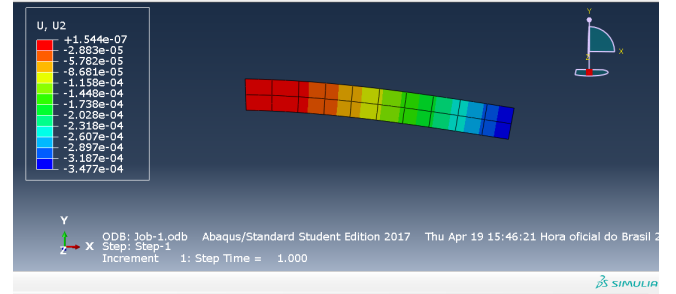 U, U2
+1.544e-07
-2.883e-05
-5.782e-05
-8.681e-05
-1.158e-04
-1.448e-04
-1.738e-04
-2.028e-04
-2.318e-04
-2.607e-04
-2.897e-04
-3.187e-04
-3.477e-04
Y
X
Z
Y
X
Z
ODB: Job-1.odb Abaqus/Standard Student Edition 2017 Thu Apr 19 15:46:21 Hora oficial do Brasil 2
Step: Step-1
Increment 1: Step Time = 1.000
SIMULIA